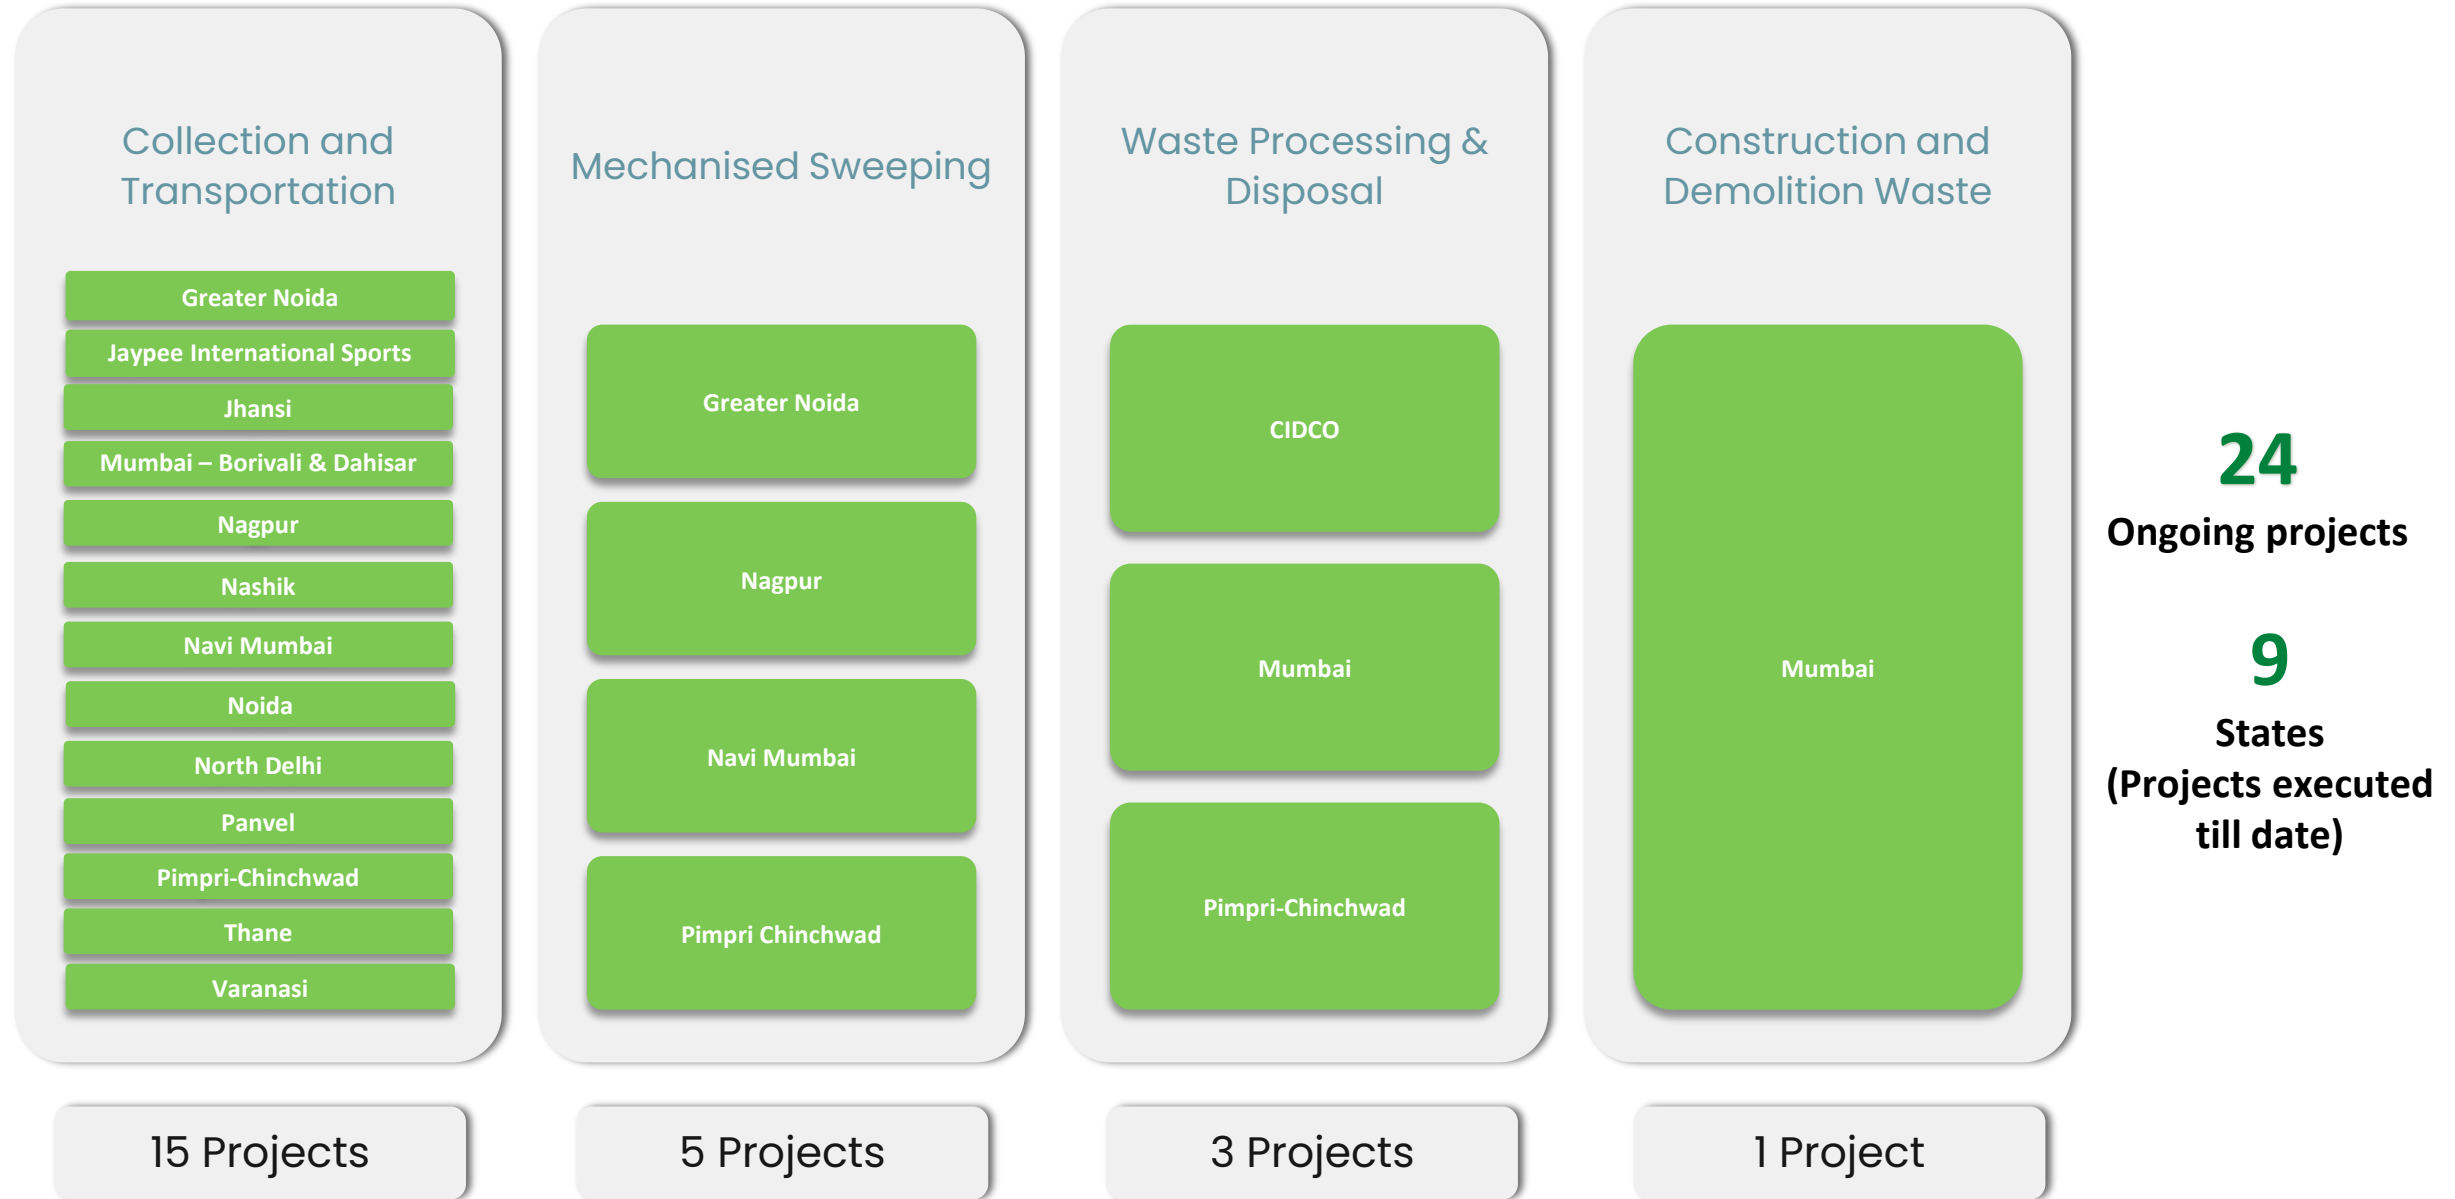 Collection and
Transportation
Greater Noida
Jaypee International Sports
Jhansi
Mumbai – Borivali & Dahisar
Nagpur
Nashik
Navi Mumbai
Noida
North Delhi
Panvel
Pimpri-Chinchwad
Thane
Varanasi
15 Projects
Mechanised Sweeping
Greater Noida
Nagpur
Navi Mumbai
Pimpri Chinchwad
5 Projects
Waste Processing &
Disposal
CIDCO
Mumbai
Pimpri-Chinchwad
3 Projects
Construction and
Demolition Waste
Mumbai
1 Project
24
Ongoing projects
9
States
(Projects executed
till date)